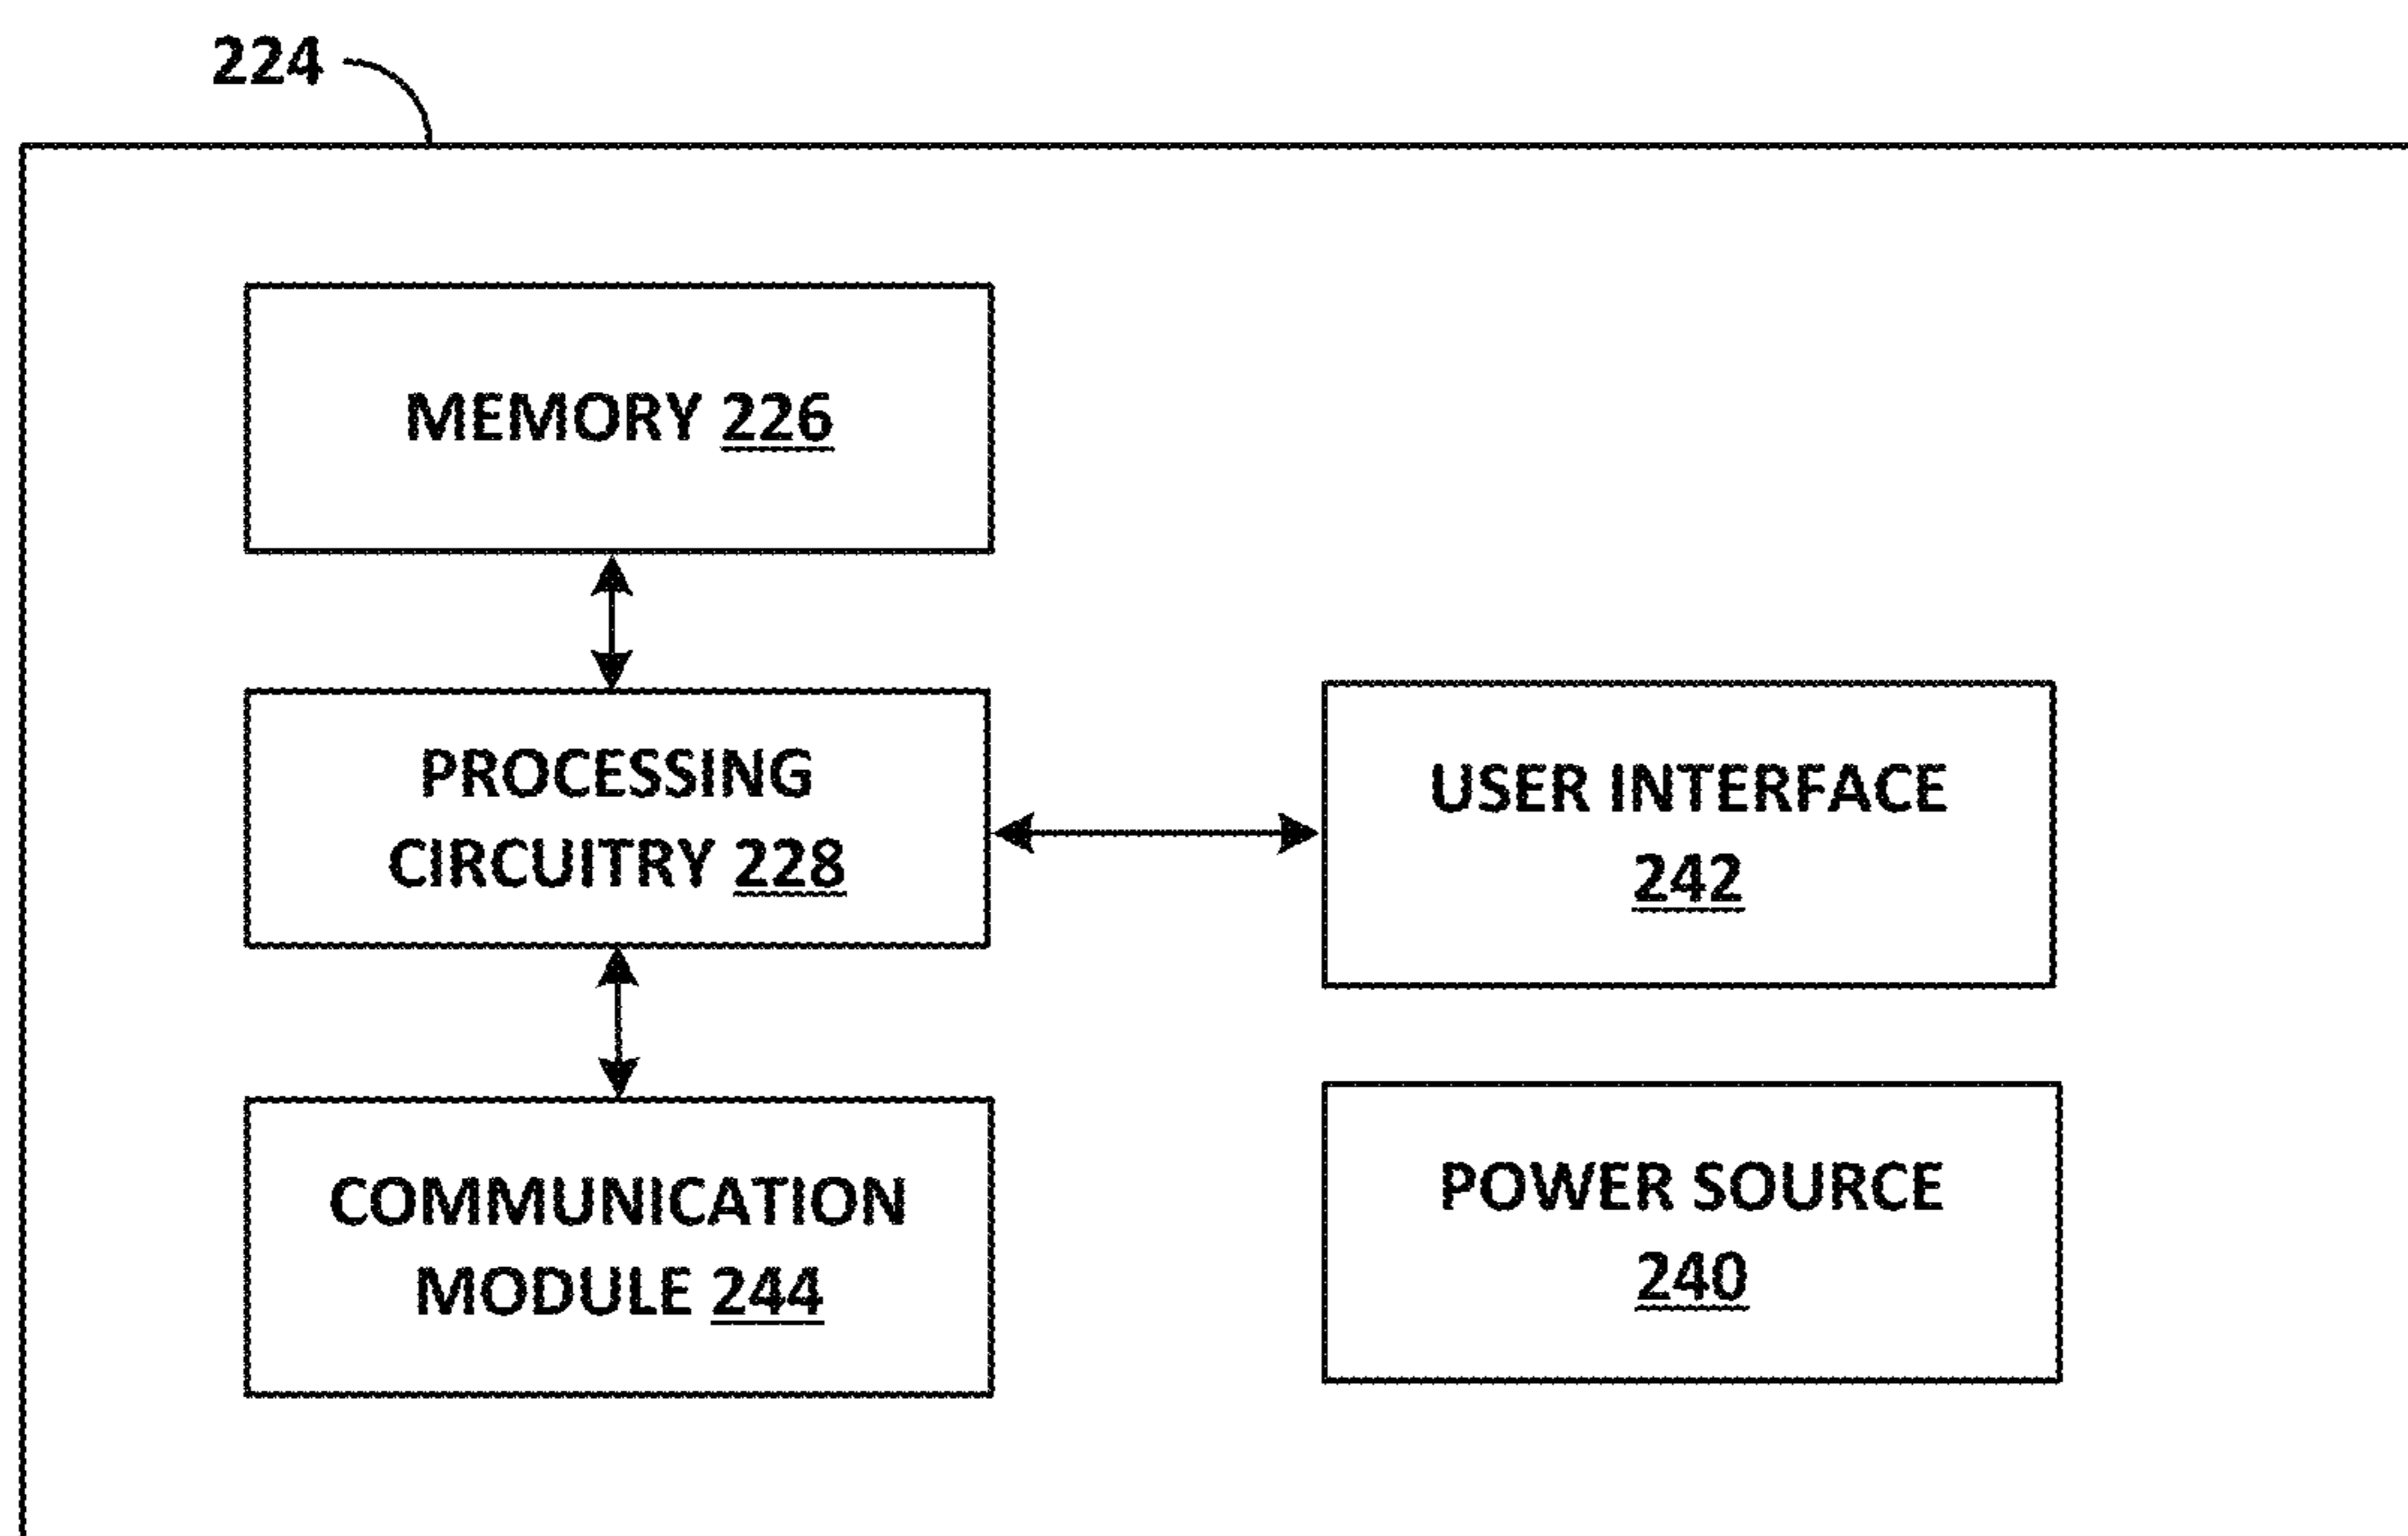 224
MEMORY 226
PROCESSING
CIRCUITRY 228
USER INTERFACE
242
COMMUNICATION
MODULE 244
POWER SOURCE
240